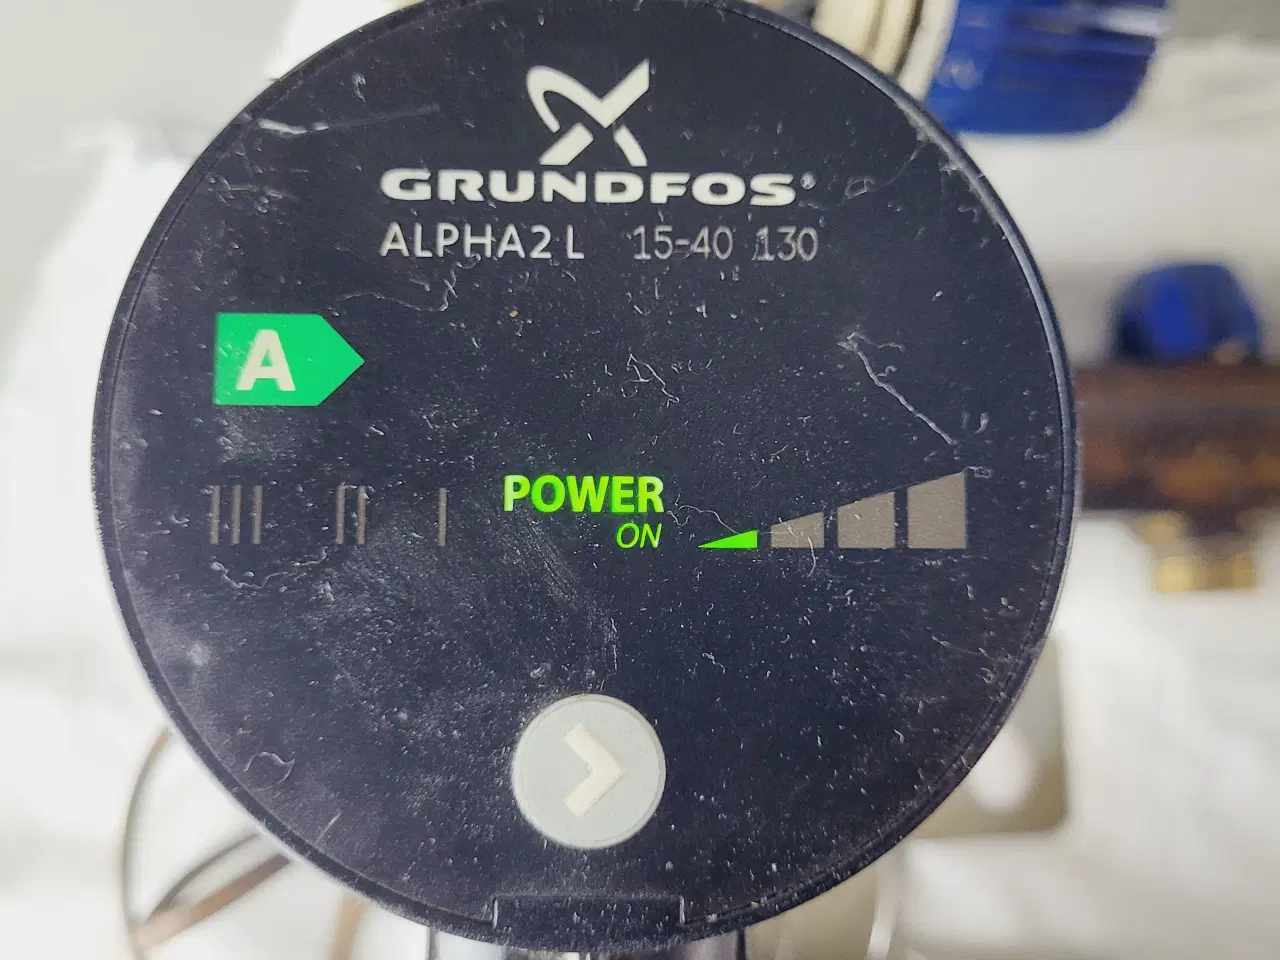 GRUNDFOS®
ALPHA2 L 15-40 130
A
III II I POWER
ON